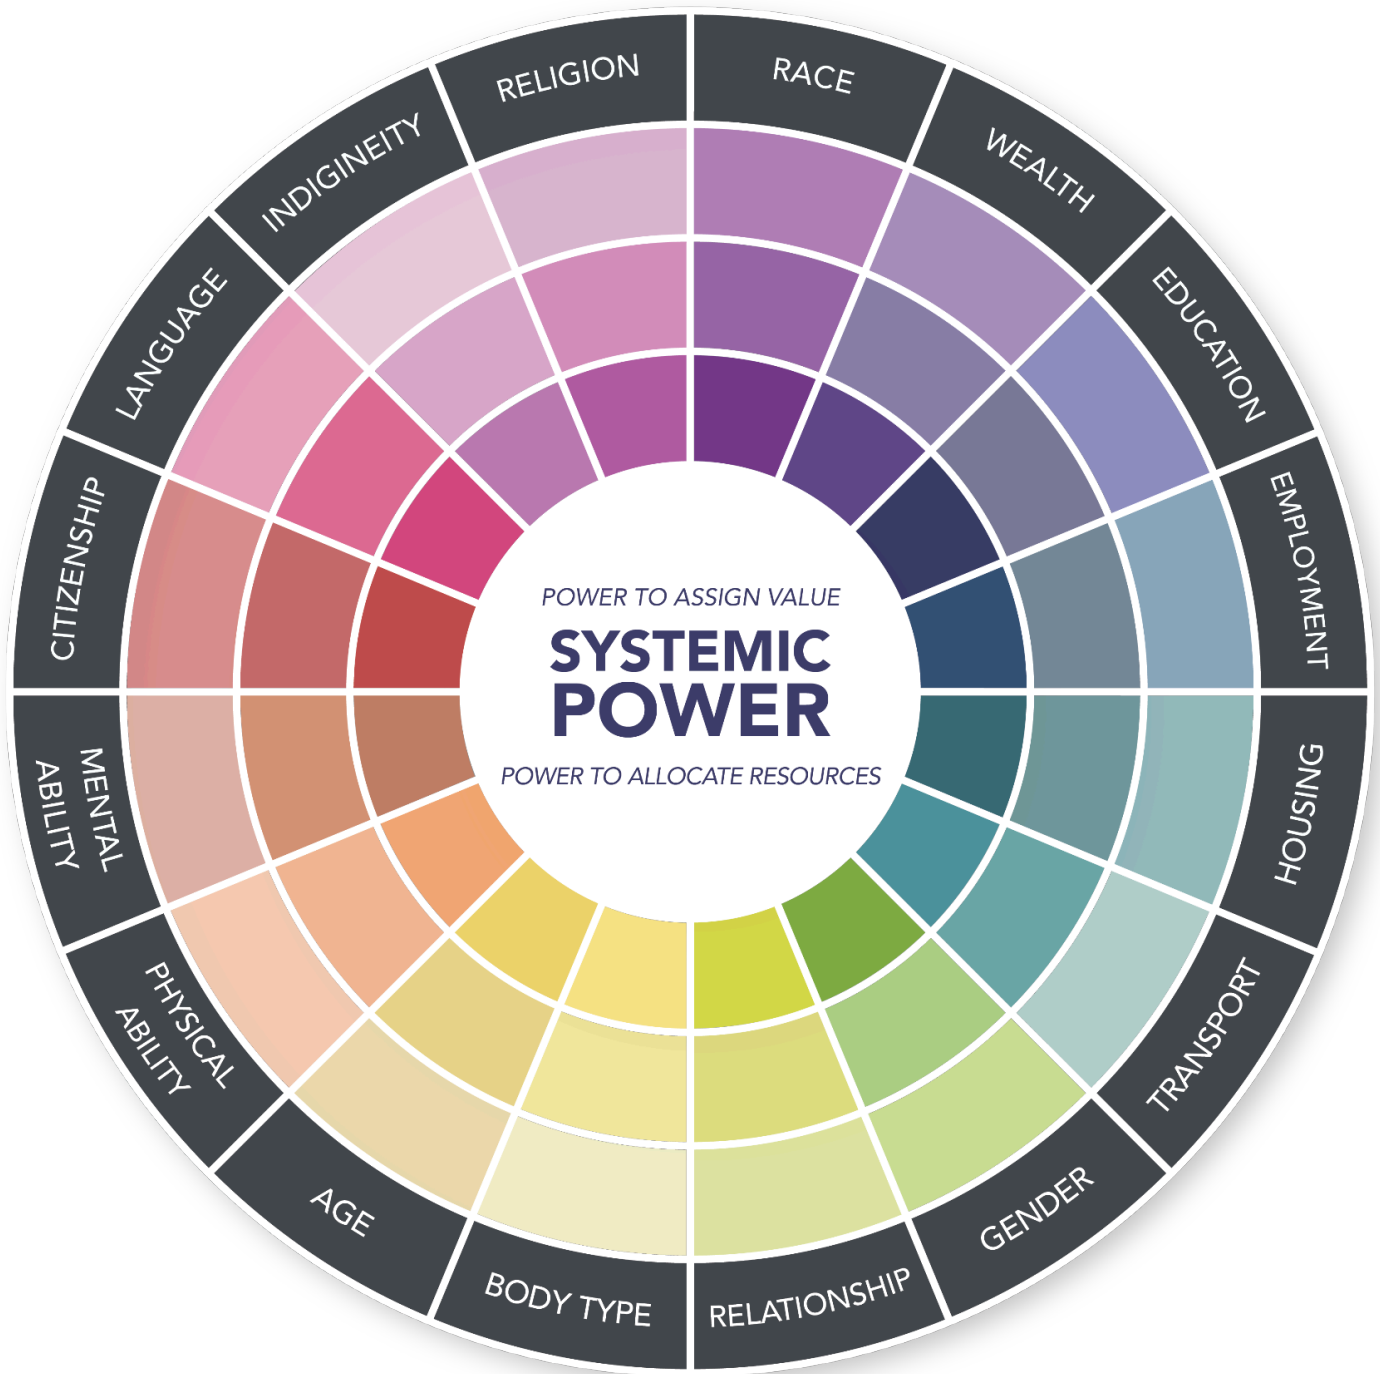 RACE
WEALTH
EDUCATION
EMPLOYMENT
HOUSING
TRANSPORT
GENDER
RELATIONSHIP
BODY TYPE
AGE
PHYSICAL
ABILITY
MENTAL
ABILITY
CITIZENSHIP
LANGUAGE
INDIGINEITY
RELIGION
POWER TO ASSIGN VALUE
SYSTEMIC
POWER
POWER TO ALLOCATE RESOURCES